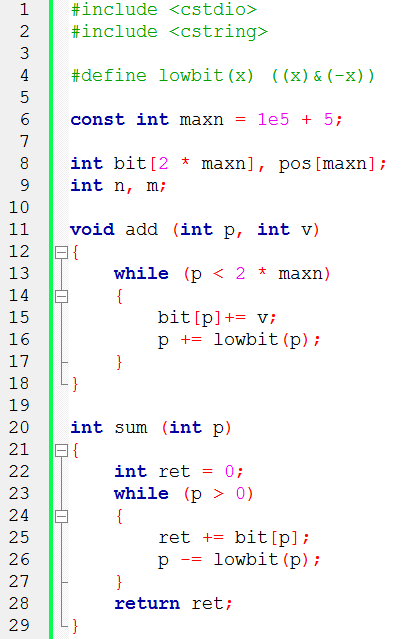 1 #include <cstdio>
2 #include <cstring>
3
4 #define lowbit(x) ((x)&(-x))
5
6 const int maxn = 1e5 + 5;
7
8 int bit[2 * maxn], pos[maxn];
9 int n, m;
10
11 void add (int p, int v)
12 {
13 while (p < 2 * maxn)
14 {
15 bit[p]+= v;
16 p += lowbit(p);
17 }
18 }
19
20 int sum (int p)
21 {
22 int ret = 0;
23 while (p > 0)
24 {
25 ret += bit[p];
26 p -= lowbit(p);
27 }
28 return ret;
29 }